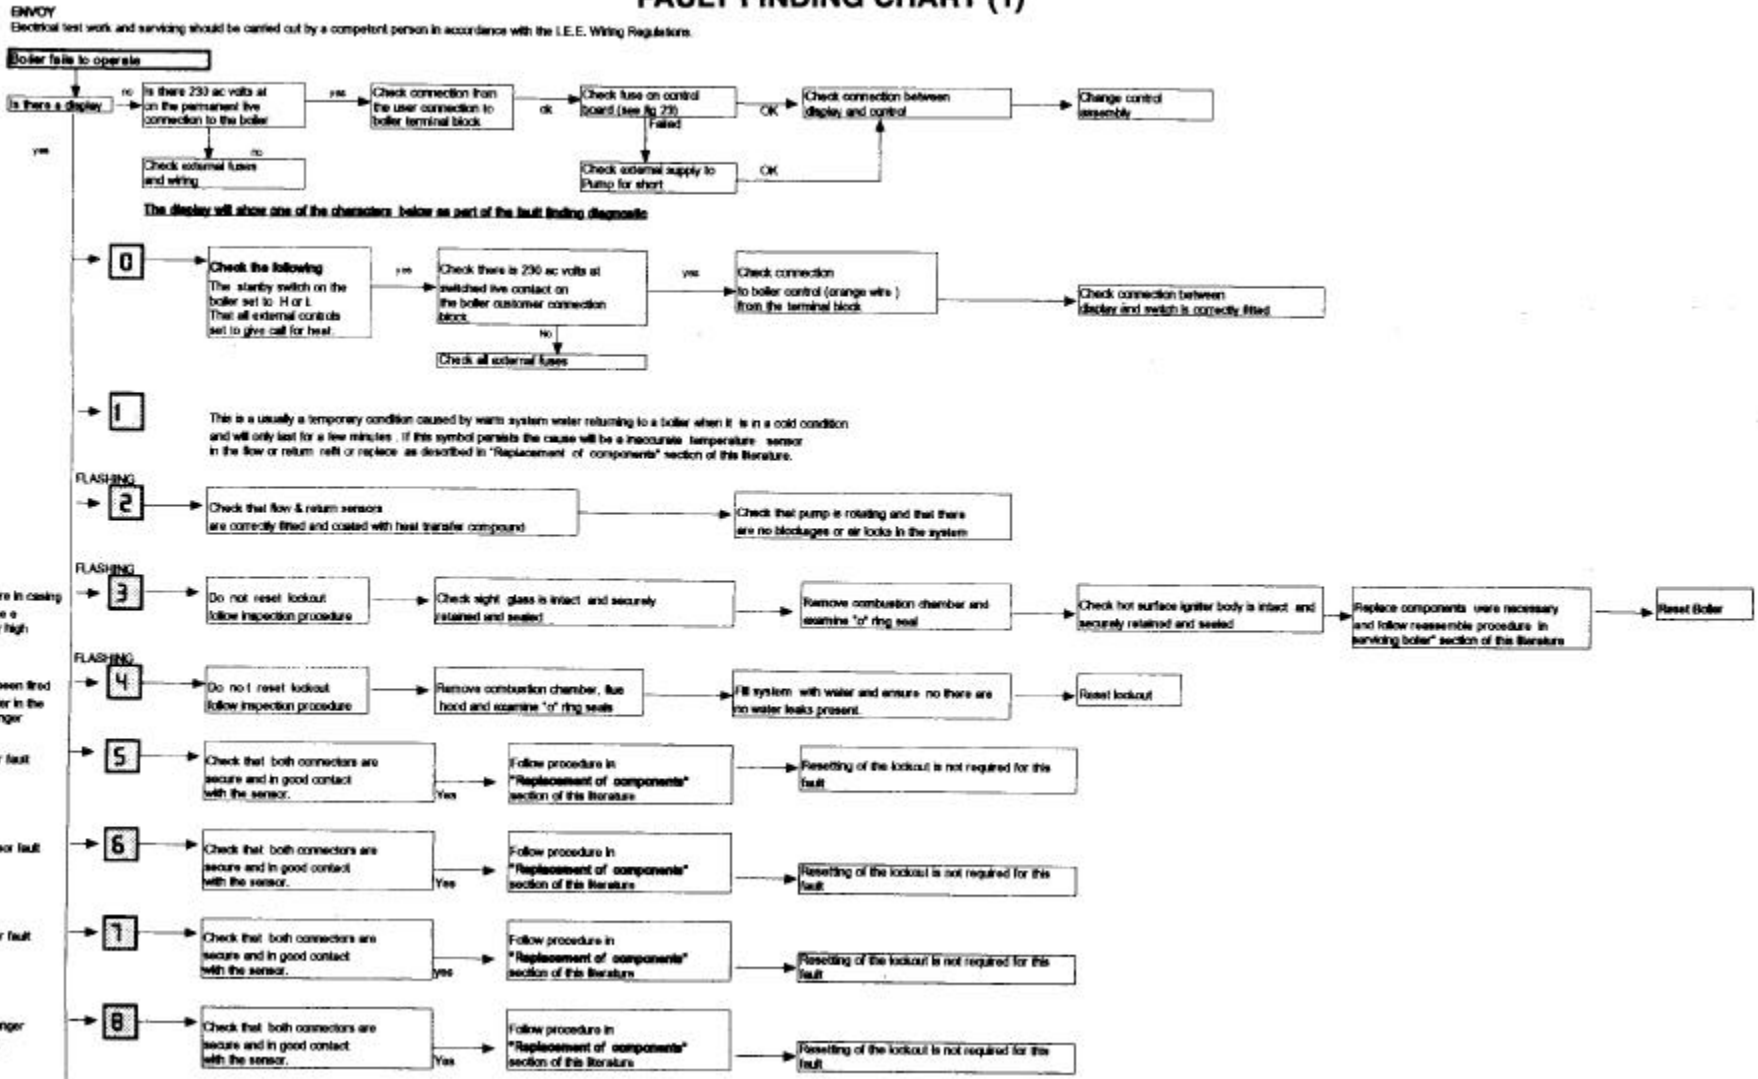 FAULT FINDING CHART (1)
ENVOY
Electrical test work and servicing should be carried out by a competent person in accordance with the I.E.E. Wiring Regulations.
Boiler fails to operate
Is there a display
no
yes
Is there 230 ac volts at
on the permanent live
connection to the boiler
yes
no
Check external fuses
and wiring
Check connection from
the user connection to
boiler terminal block
ok
Check fuse on control
board (see fig 23)
Failed
OK
Check external supply to
Pump for short
OK
Check connection between
display and control
Change control
assembly
The display will show one of the characters below as part of the fault finding diagnostic
0
Check the following
The stanby switch on the
boiler set to H or I.
That all external controls
set to give call for heat.
yes
Check there is 230 ac volts at
switched live contact on
the boiler customer connection
block
yes
No
Check all external fuses
Check connection
to boiler control (orange wire )
from the terminal block
Check connection between
display and switch is correctly fitted
1
This is a usually a temporary condition caused by warm system water returning to a boiler when it is in a cold condition
and will only last for a few minutes . If this symbol persists the cause will be a inaccurate temperature sensor
in the flow or return refit or replace as described in "Replacement of components" section of this literature.
FLASHING
2
Check that flow & return sensors
are correctly fitted and coated with heat transfer compound
Check that pump is rotating and that there
are no blockages or air locks in the system
FLASHING
re in casing
e e
high
3
Do not reset lockout
follow inspection procedure
Check sight glass is intact and securely
retained and sealed
Remove combustion chamber and
examine "o" ring seal
Check hot surface igniter body is intact and
securely retained and sealed
Replace components were necessary
and follow reassemble procedure in
servicing boiler" section of this literature
Reset Boiler
FLASHING
een fired
er in the
nger
4
Do not reset lockout
follow inspection procedure
Remove combustion chamber, flue
hood and examine "o" ring seals
Fill system with water and ensure no there are
no water leaks present.
Reset lockout
r fault
5
Check that both connectors are
secure and in good contact
with the sensor.
Yes
Follow procedure in
"Replacement of components"
section of this literature
Resetting of the lockout is not required for this
fault
or fault
6
Check that both connectors are
secure and in good contact
with the sensor.
Yes
Follow procedure in
"Replacement of components"
section of this literature
Resetting of the lockout is not required for this
fault
r fault
7
Check that both connectors are
secure and in good contact
with the sensor.
yes
Follow procedure in
"Replacement of components"
section of this literature
Resetting of the lockout is not required for this
fault
nger
8
Check that both connectors are
secure and in good contact
with the sensor.
Yes
Follow procedure in
"Replacement of components"
section of this literature
Resetting of the lockout is not required for this
fault